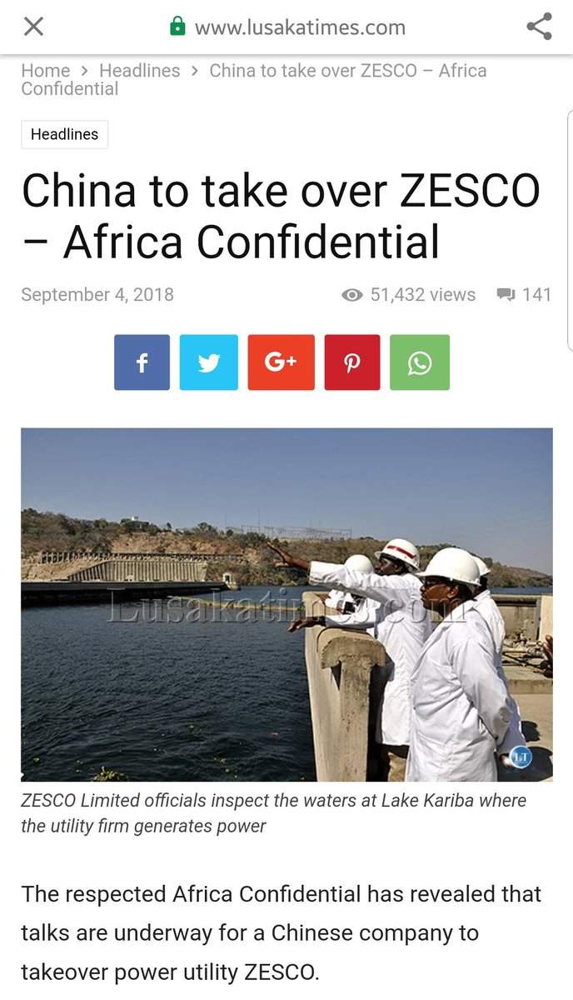 www.lusakatimes.com
Home > Headlines > China to take over ZESCO – Africa
Confidential
Headlines
China to take over ZESCO
– Africa Confidential
September 4, 2018 51,432 views 141
f G+
Lusakatimes.com
LT
ZESCO Limited officials inspect the waters at Lake Kariba where
the utility firm generates power
The respected Africa Confidential has revealed that
talks are underway for a Chinese company to
takeover power utility ZESCO.